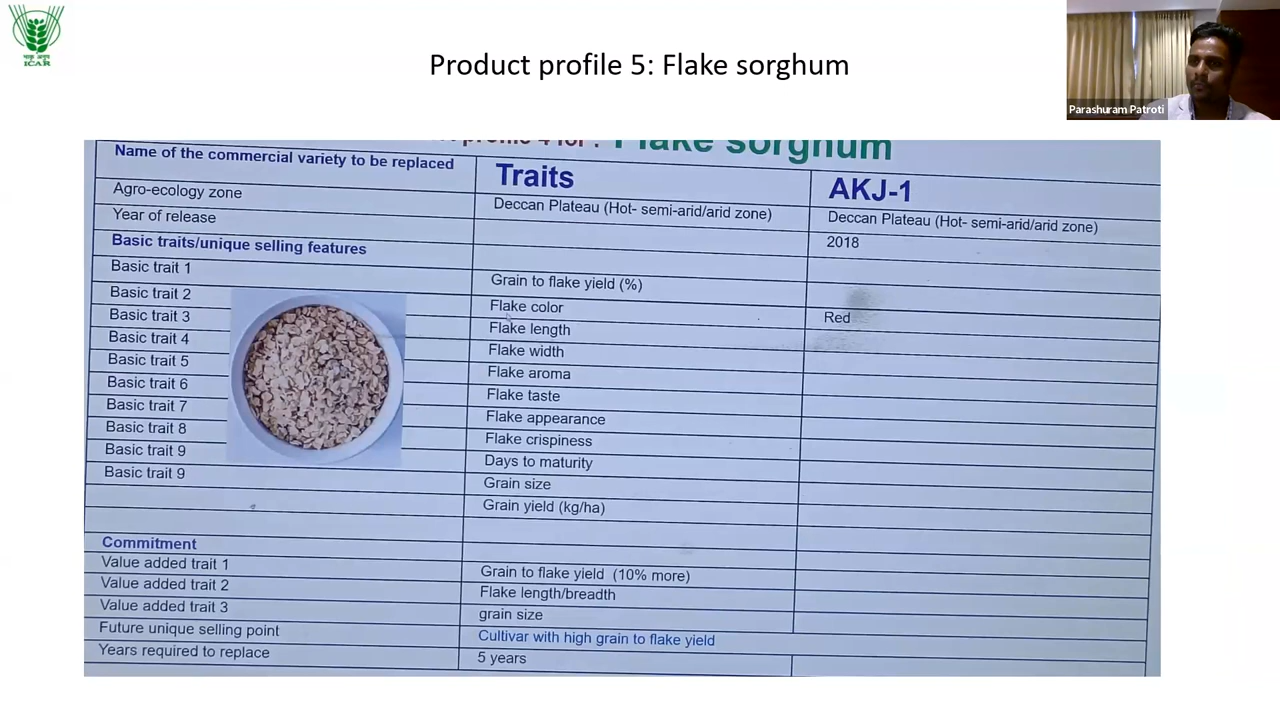 भाकृअनुप
ICAR
Product profile 5: Flake sorghum
Parashuram Patroti
profile 4 for : Flake sorghum
Name of the commercial variety to be replaced Traits AKJ-1
Agro-ecology zone Deccan Plateau (Hot- semi-arid/arid zone) Deccan Plateau (Hot- semi-arid/arid zone)
Year of release 2018
Basic traits/unique selling features
Basic trait 1 Grain to flake yield (%)
Basic trait 2 Flake color Red
Basic trait 3 Flake length
Basic trait 4 Flake width
Basic trait 5 Flake aroma
Basic trait 6 Flake taste
Basic trait 7 Flake appearance
Basic trait 8 Flake crispiness
Basic trait 9 Days to maturity
Basic trait 9 Grain size
Grain yield (kg/ha)
Commitment
Value added trait 1 Grain to flake yield (10% more)
Value added trait 2 Flake length/breadth
Value added trait 3 grain size
Future unique selling point Cultivar with high grain to flake yield
Years required to replace 5 years